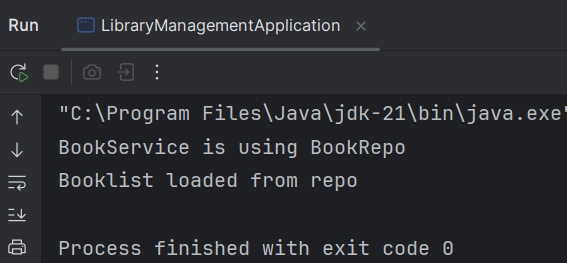 Run LibraryManagementApplication
"C:\Program Files\Java\jdk-21\bin\java.exe"
BookService is using BookRepo
Booklist loaded from repo
Process finished with exit code 0